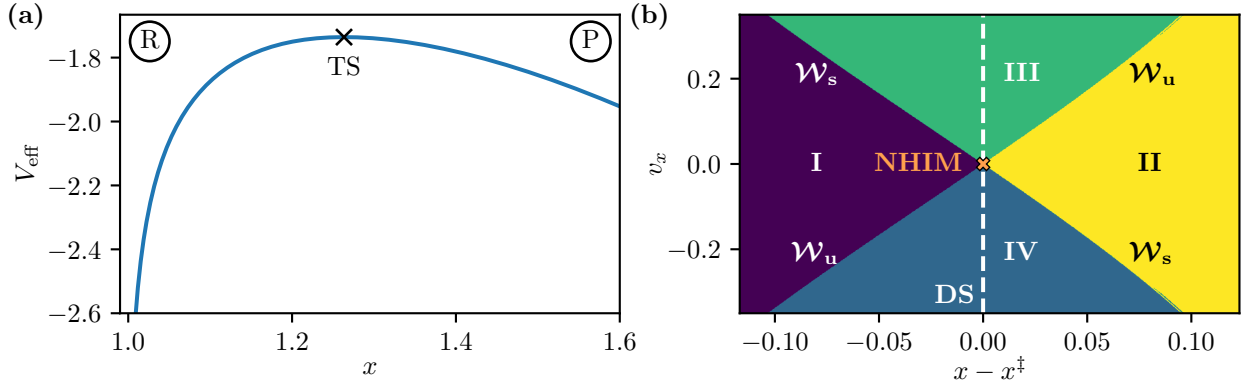 (a)
R
P
TS
V_eff
−1.8
−2.0
−2.2
−2.4
−2.6
1.0
1.2
1.4
1.6
x
(b)
𝒲_s
III
𝒲_u
I
NHIM
II
𝒲_u
IV
𝒲_s
DS
v_x
0.2
0.0
−0.2
−0.10
−0.05
0.00
0.05
0.10
x − x^‡